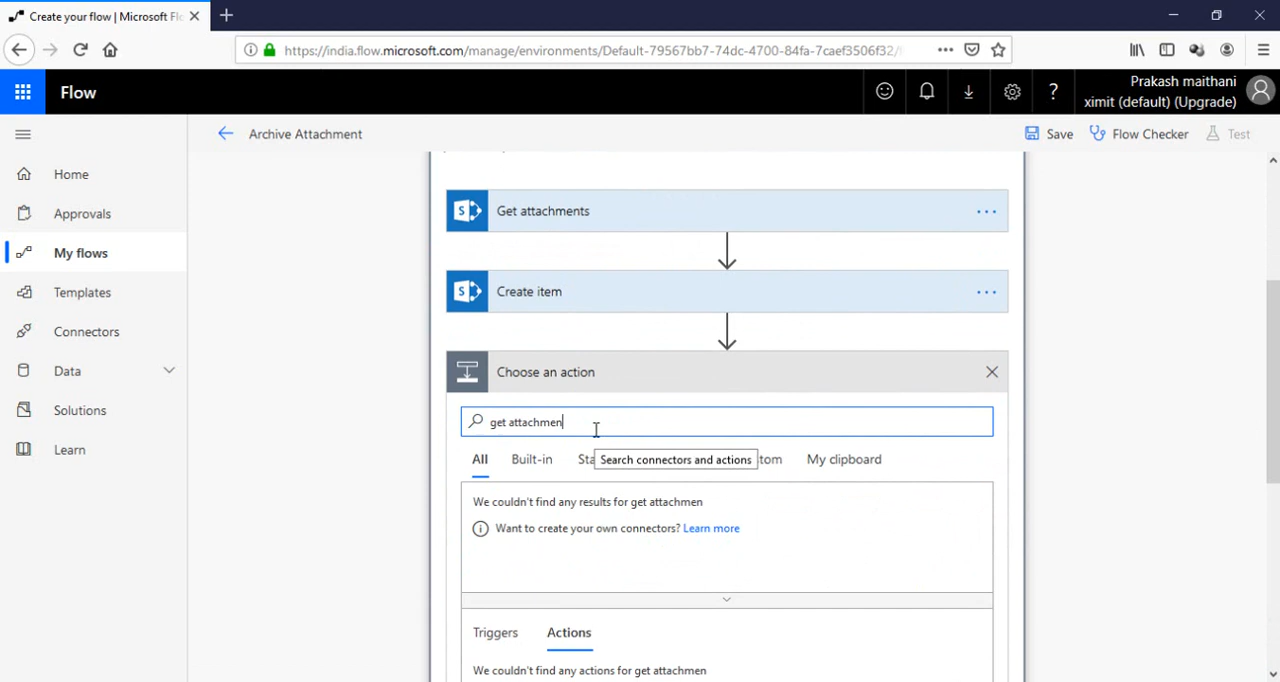 Create your flow | Microsoft Flo
https://india.flow.microsoft.com/manage/environments/Default-79567bb7-74dc-4700-84fa-7caef3506f32/
Flow
Prakash maithani
ximit (default) (Upgrade)
Archive Attachment
Save
Flow Checker
Test
Home
Approvals
My flows
Templates
Connectors
Data
Solutions
Learn
Get attachments
Create item
Choose an action
get attachmen
All Built-in Sta tom My clipboard
Search connectors and actions
We couldn't find any results for get attachmen
Want to create your own connectors? Learn more
Triggers Actions
We couldn't find any actions for get attachmen